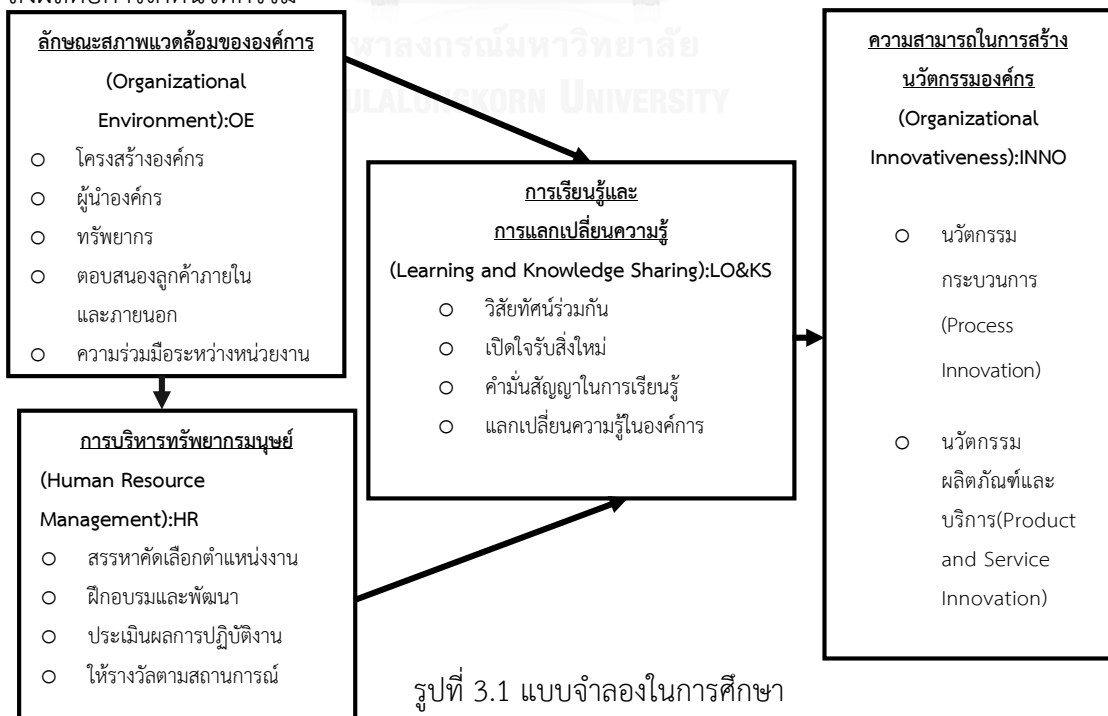 ลักษณะสภาพแวดล้อมขององค์การ
(Organizational
Environment):OE
o โครงสร้างองค์กร
o ผู้นำองค์กร
o ทรัพยากร
o ตอบสนองลูกค้าภายใน
และภายนอก
o ความร่วมมือระหว่างหน่วยงาน
การบริหารทรัพยากรมนุษย์
(Human Resource
Management):HR
o สรรหาคัดเลือกตำแหน่งงาน
o ฝึกอบรมและพัฒนา
o ประเมินผลการปฏิบัติงาน
o ให้รางวัลตามสถานการณ์
การเรียนรู้และ
การแลกเปลี่ยนความรู้
(Learning and Knowledge Sharing):LO&KS
o วิสัยทัศน์ร่วมกัน
o เปิดใจรับสิ่งใหม่
o คำมั่นสัญญาในการเรียนรู้
o แลกเปลี่ยนความรู้ในองค์การ
ความสามารถในการสร้าง
นวัตกรรมองค์กร
(Organizational
Innovativeness):INNO
o นวัตกรรม
กระบวนการ
(Process
Innovation)
o นวัตกรรม
ผลิตภัณฑ์และ
บริการ(Product
and Service
Innovation)
รูปที่ 3.1 แบบจำลองในการศึกษา